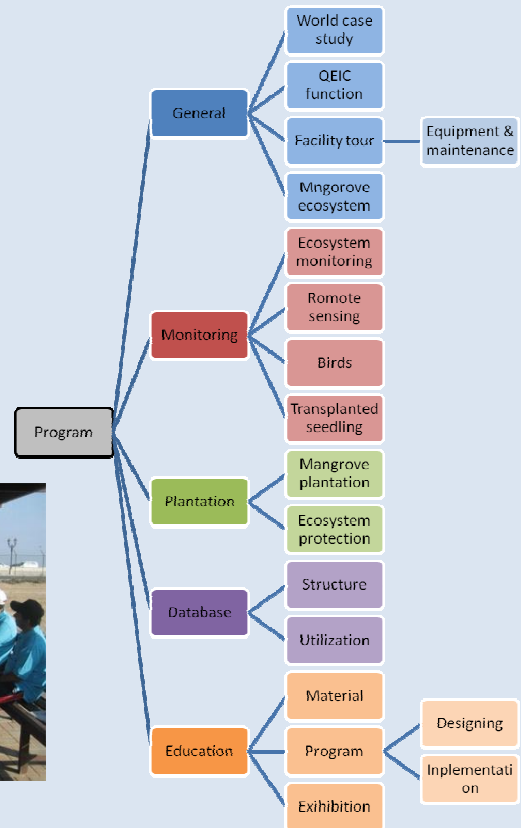 World case
study
QEIC
function
General
Facility tour
Equipment &
maintenance
Mngorove
ecosystem
Ecosystem
monitoring
Romote
sensing
Monitoring
Birds
Transplanted
seedling
Program
Mangrove
plantation
Plantation
Ecosystem
protection
Structure
Database
Utilization
Material
Designing
Education
Program
Inplementati
on
Exihibition